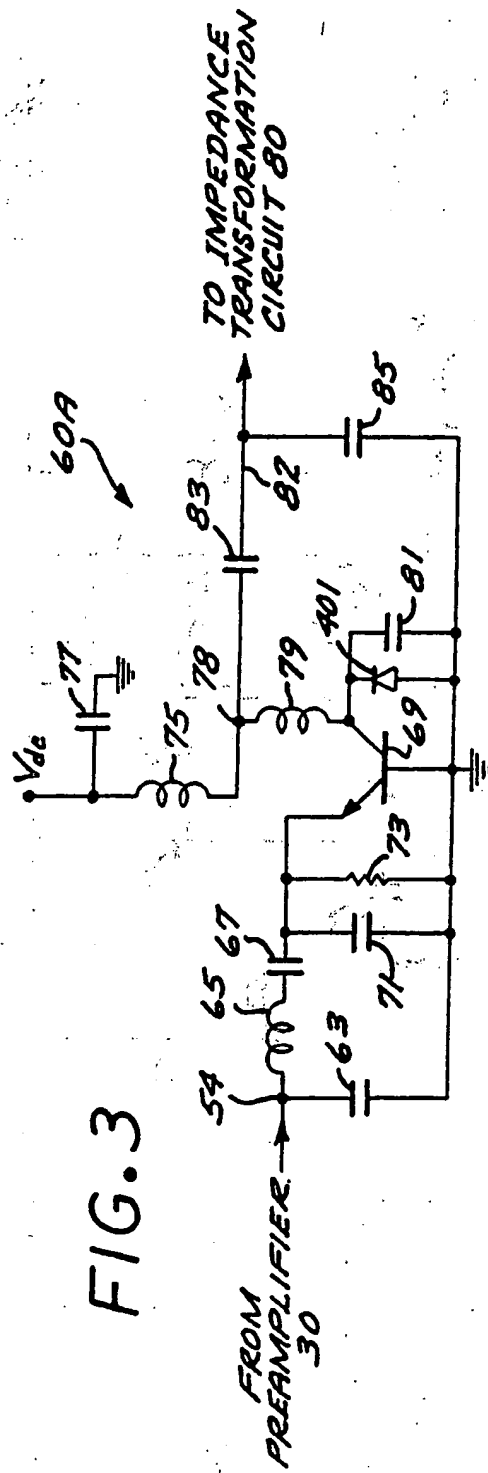 FIG. 3
60A
Vdc
77
75
78
83
82
TO IMPEDANCE
TRANSFORMATION
CIRCUIT 80
79
401
81
85
69
73
71
67
65
63
54
FROM
PREAMPLIFIER
30